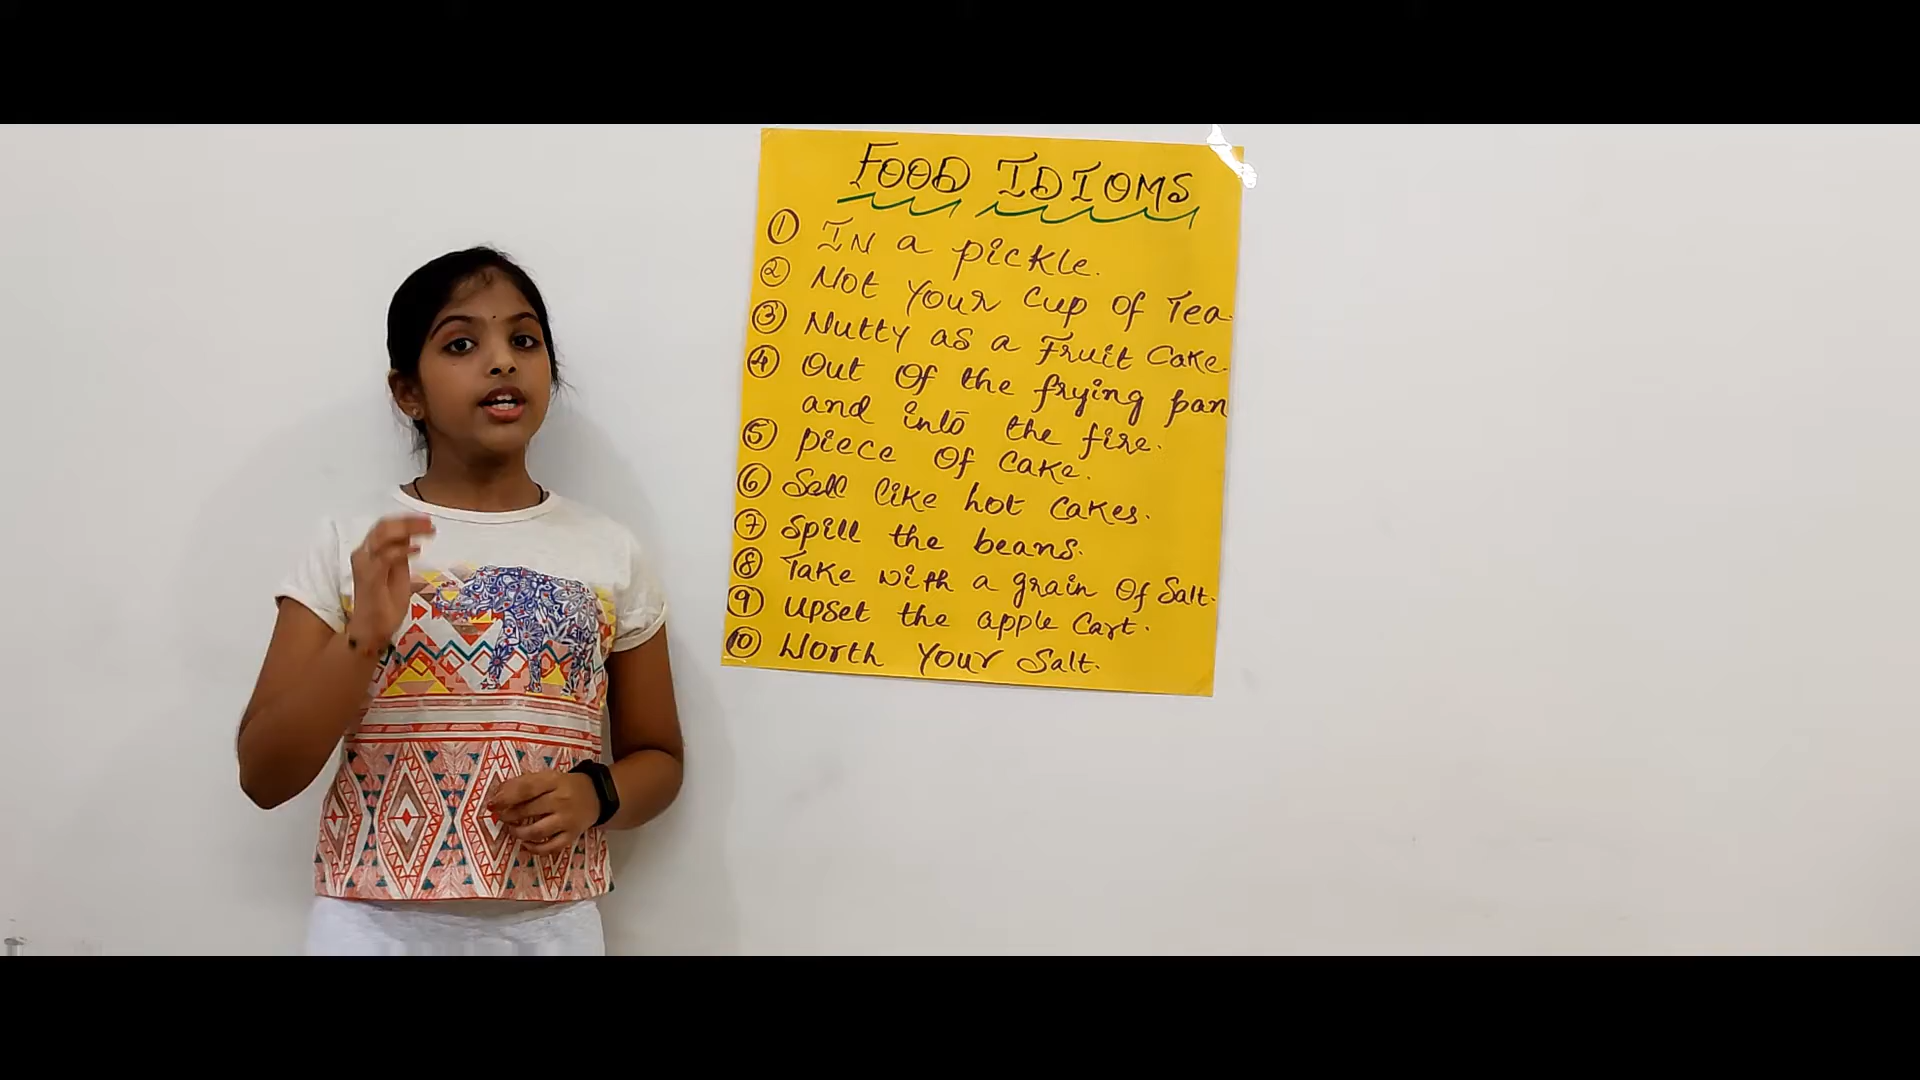 FOOD IDIOMS
① IN a pickle.
② Not Your Cup Of Tea.
③ Nutty as a Fruit Cake.
④ Out Of the frying pan
and into the fire.
⑤ piece Of Cake.
⑥ Sell like hot Cakes.
⑦ Spill the beans.
⑧ Take with a grain Of Salt.
⑨ Upset the apple Cart.
⑩ Worth Your Salt.